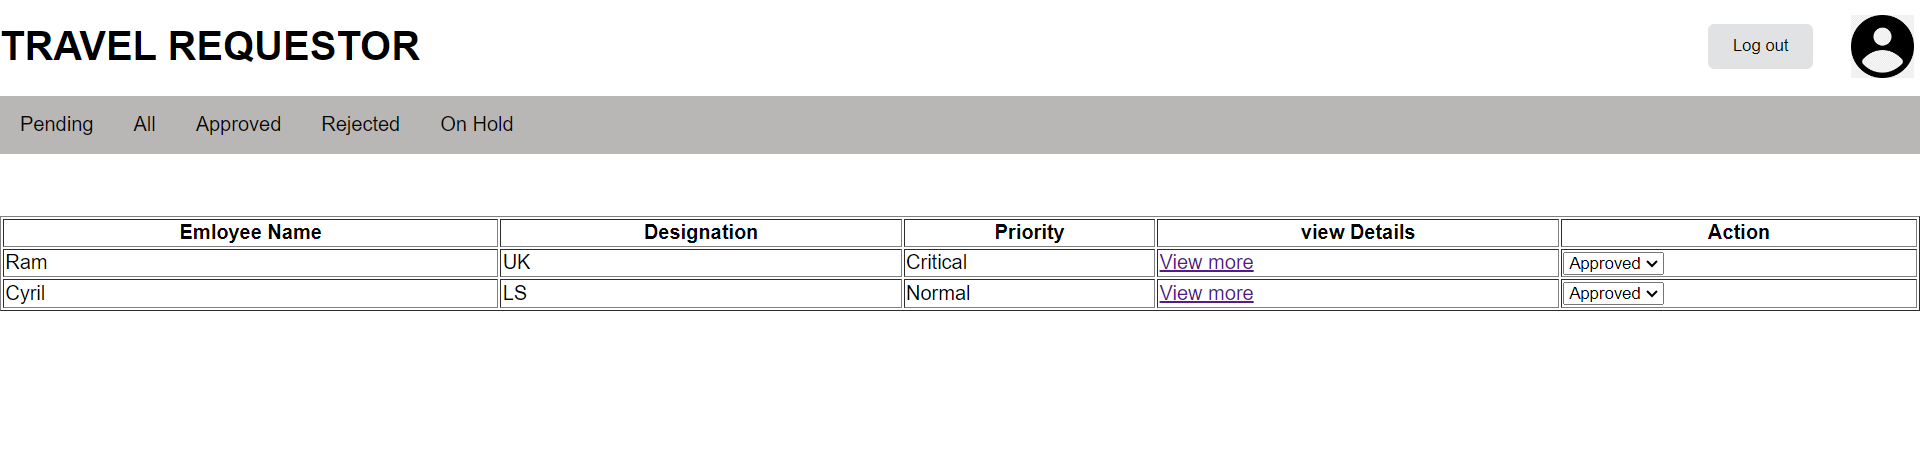 TRAVEL REQUESTOR Log out
Pending All Approved Rejected On Hold
Emloyee Name Designation Priority view Details Action
Ram UK Critical View more Approved
Cyril LS Normal View more Approved